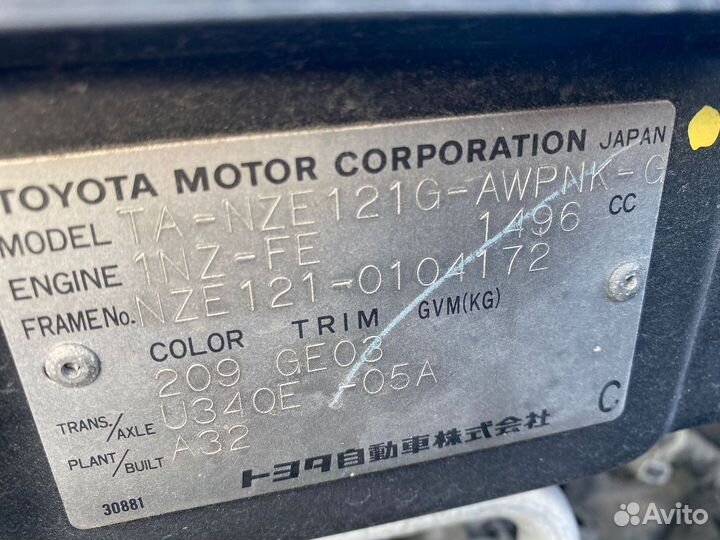 TOYOTA MOTOR CORPORATION JAPAN
MODEL TA-NZE121G-AWPNK-G
ENGINE 1NZ-FE 1496 CC
FRAME No. NZE121-0104172
COLOR TRIM GVM(KG)
209 GE03
TRANS./AXLE U340E -05A
PLANT/BUILT A32
C
トヨタ自動車株式会社
30881
Avito